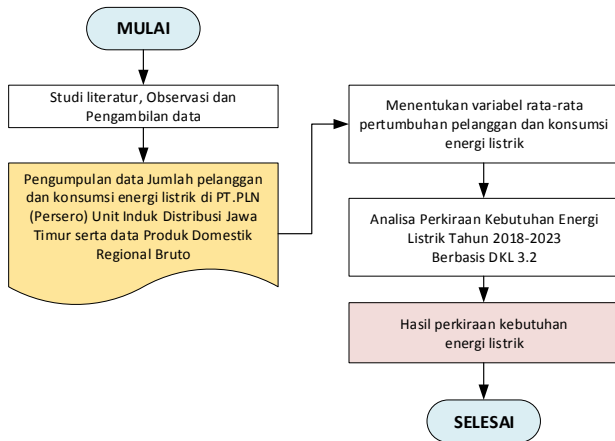 MULAI
Studi literatur, Observasi dan
Pengambilan data
Pengumpulan data Jumlah pelanggan
dan konsumsi energi listrik di PT.PLN
(Persero) Unit Induk Distribusi Jawa
Timur serta data Produk Domestik
Regional Bruto
Menentukan variabel rata-rata
pertumbuhan pelanggan dan konsumsi
energi listrik
Analisa Perkiraan Kebutuhan Energi
Listrik Tahun 2018-2023
Berbasis DKL 3.2
Hasil perkiraan kebutuhan
energi listrik
SELESAI